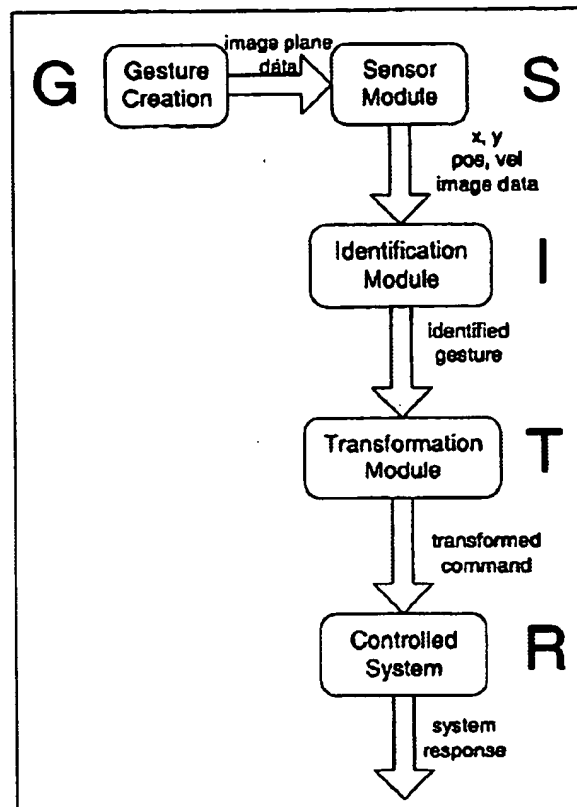 G
Gesture
Creation
image plane
data
Sensor
Module
S
x, y
pos, vel
image data
Identification
Module
I
identified
gesture
Transformation
Module
T
transformed
command
Controlled
System
R
system
response